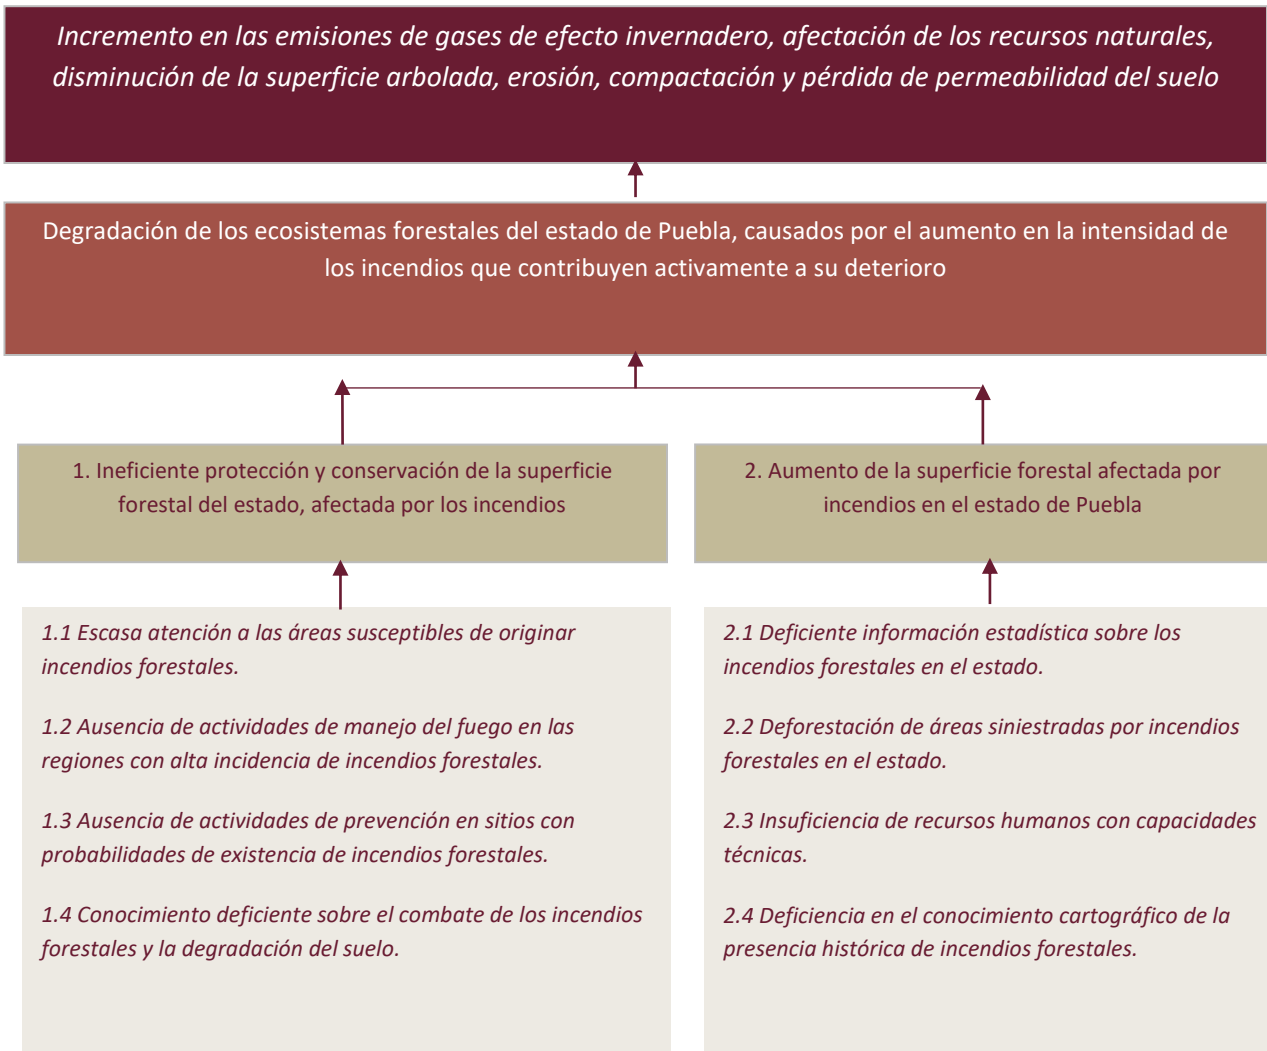 Incremento en las emisiones de gases de efecto invernadero, afectación de los recursos naturales,
disminución de la superficie arbolada, erosión, compactación y pérdida de permeabilidad del suelo
Degradación de los ecosistemas forestales del estado de Puebla, causados por el aumento en la intensidad de
los incendios que contribuyen activamente a su deterioro
1. Ineficiente protección y conservación de la superficie
forestal del estado, afectada por los incendios
2. Aumento de la superficie forestal afectada por
incendios en el estado de Puebla
1.1 Escasa atención a las áreas susceptibles de originar
incendios forestales.
1.2 Ausencia de actividades de manejo del fuego en las
regiones con alta incidencia de incendios forestales.
1.3 Ausencia de actividades de prevención en sitios con
probabilidades de existencia de incendios forestales.
1.4 Conocimiento deficiente sobre el combate de los incendios
forestales y la degradación del suelo.
2.1 Deficiente información estadística sobre los
incendios forestales en el estado.
2.2 Deforestación de áreas siniestradas por incendios
forestales en el estado.
2.3 Insuficiencia de recursos humanos con capacidades
técnicas.
2.4 Deficiencia en el conocimiento cartográfico de la
presencia histórica de incendios forestales.